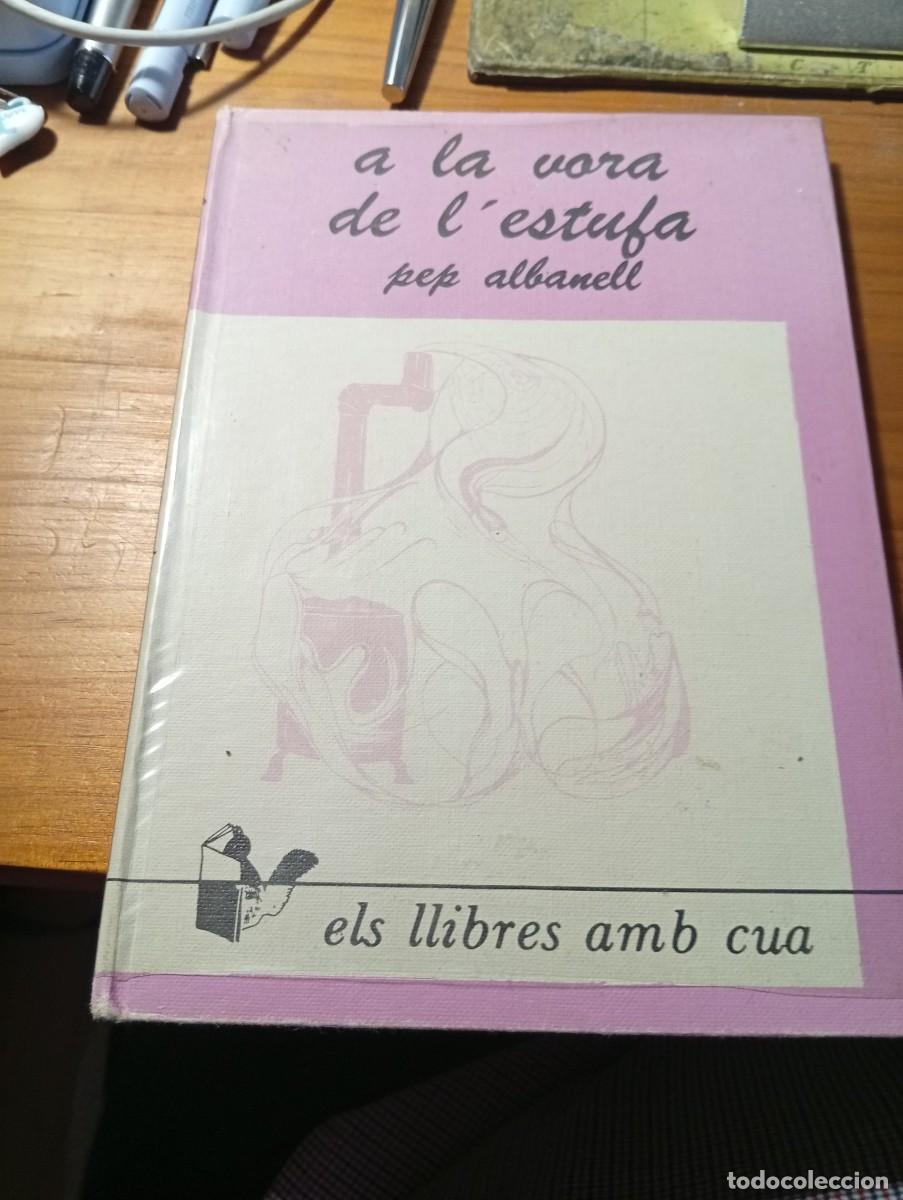 C T
a la vora
de l'estufa
pep albanell
els llibres amb cua
todocoleccion